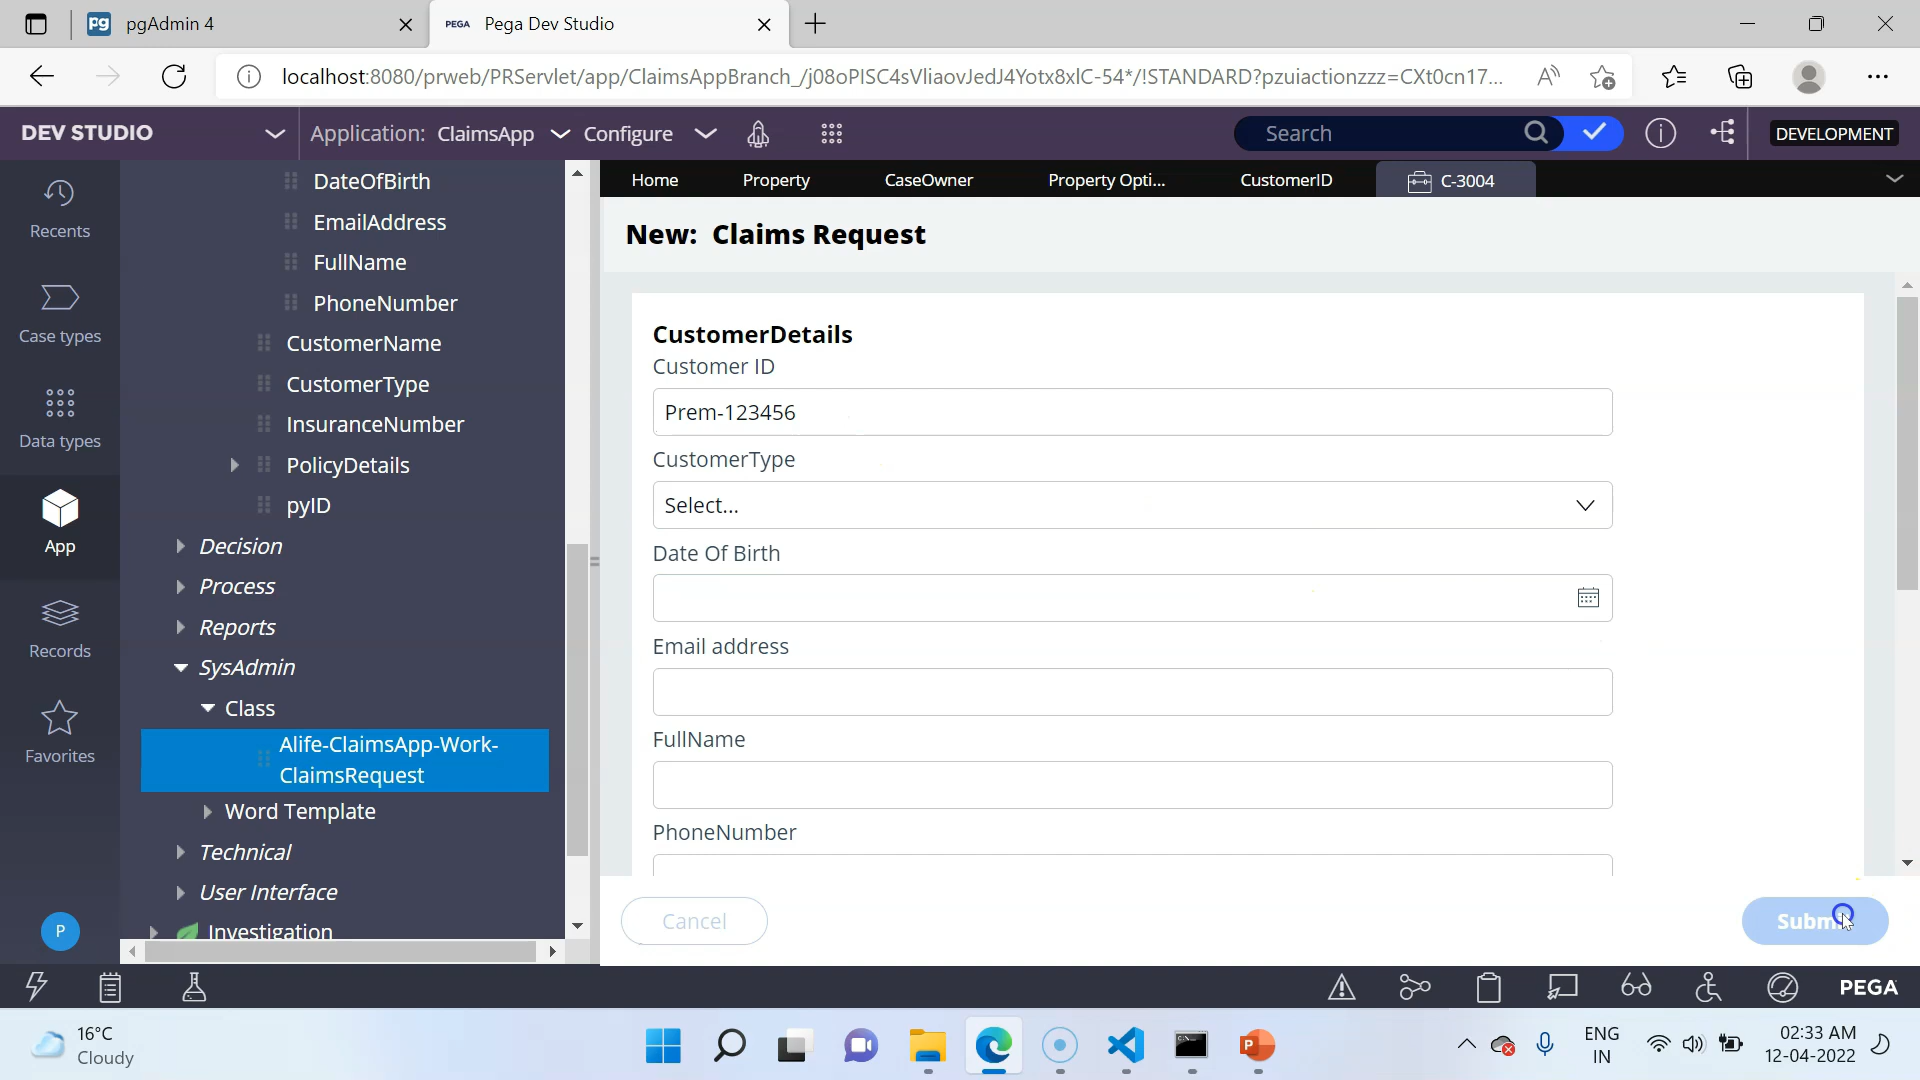 pgAdmin 4
PEGA Pega Dev Studio
localhost:8080/prweb/PRServlet/app/ClaimsAppBranch_/j08oPISC4sVliaovJedJ4Yotx8xlC-54*/!STANDARD?pzuiactionzzz=CXt0cn17...
DEV STUDIO
Application: ClaimsApp
Configure
Search
DEVELOPMENT
Recents
Case types
Data types
App
Records
Favorites
P
DateOfBirth
EmailAddress
FullName
PhoneNumber
CustomerName
CustomerType
InsuranceNumber
PolicyDetails
pyID
Decision
Process
Reports
SysAdmin
Class
Alife-ClaimsApp-Work-
ClaimsRequest
Word Template
Technical
User Interface
Investigation
Home
Property
CaseOwner
Property Opti...
CustomerID
C-3004
New: Claims Request
CustomerDetails
Customer ID
Prem-123456
CustomerType
Select...
Date Of Birth
Email address
FullName
PhoneNumber
Cancel
Submit
PEGA
16°C
Cloudy
ENG
IN
02:33 AM
12-04-2022